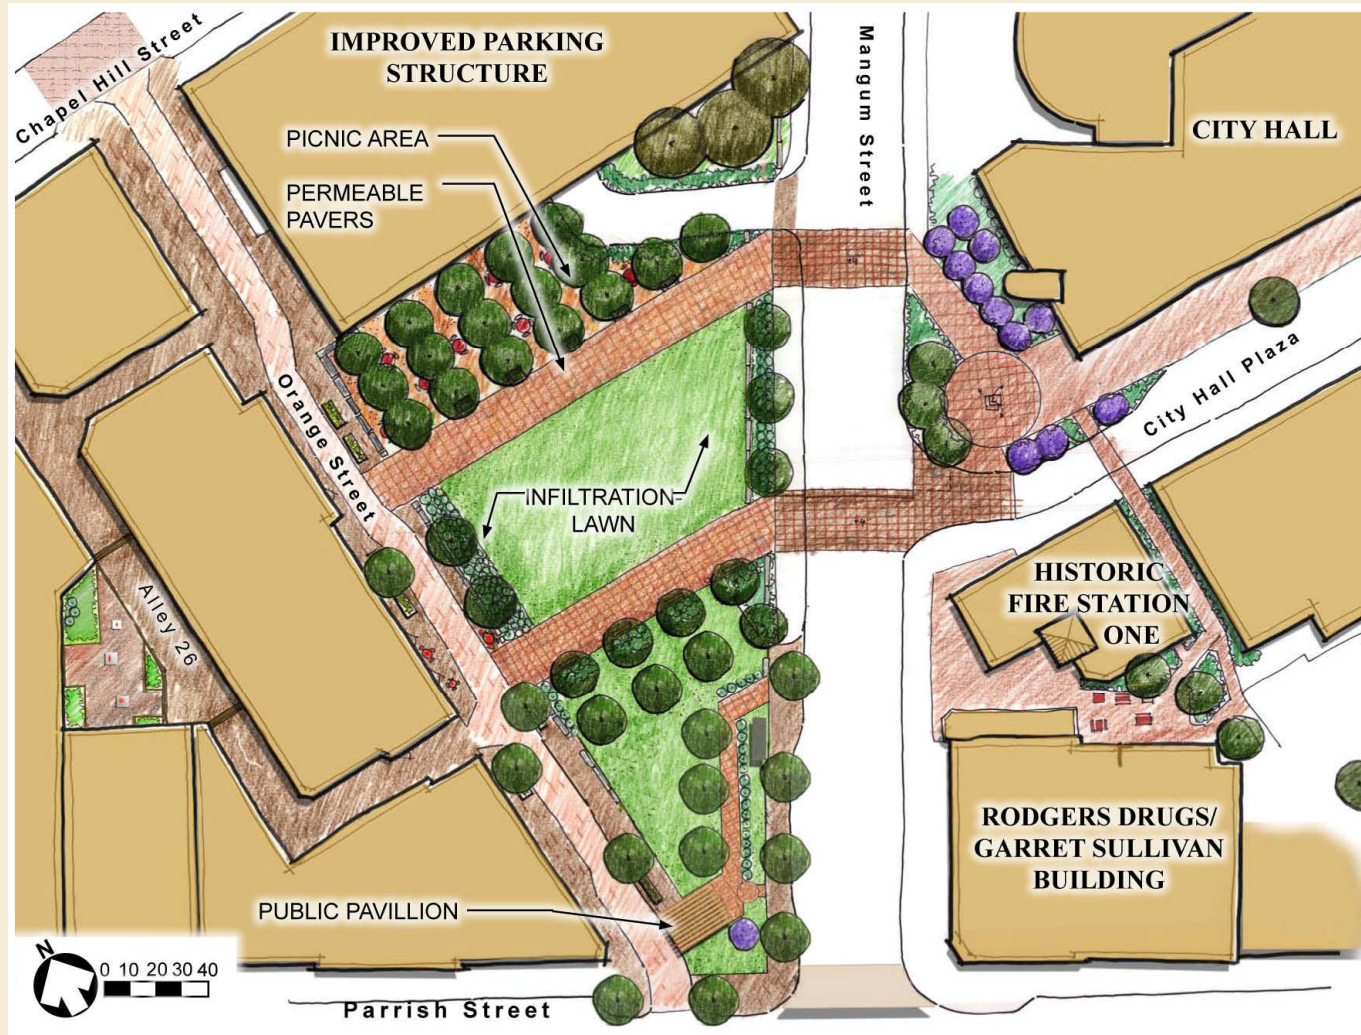 IMPROVED PARKING
STRUCTURE
Chapel Hill Street
Mangum Street
CITY HALL
PICNIC AREA
PERMEABLE
PAVERS
Orange Street
City Hall Plaza
INFILTRATION
LAWN
HISTORIC
FIRE STATION
ONE
Alley 26
RODGERS DRUGS/
GARRET SULLIVAN
BUILDING
PUBLIC PAVILLION
N
0 10 20 30 40
Parrish Street